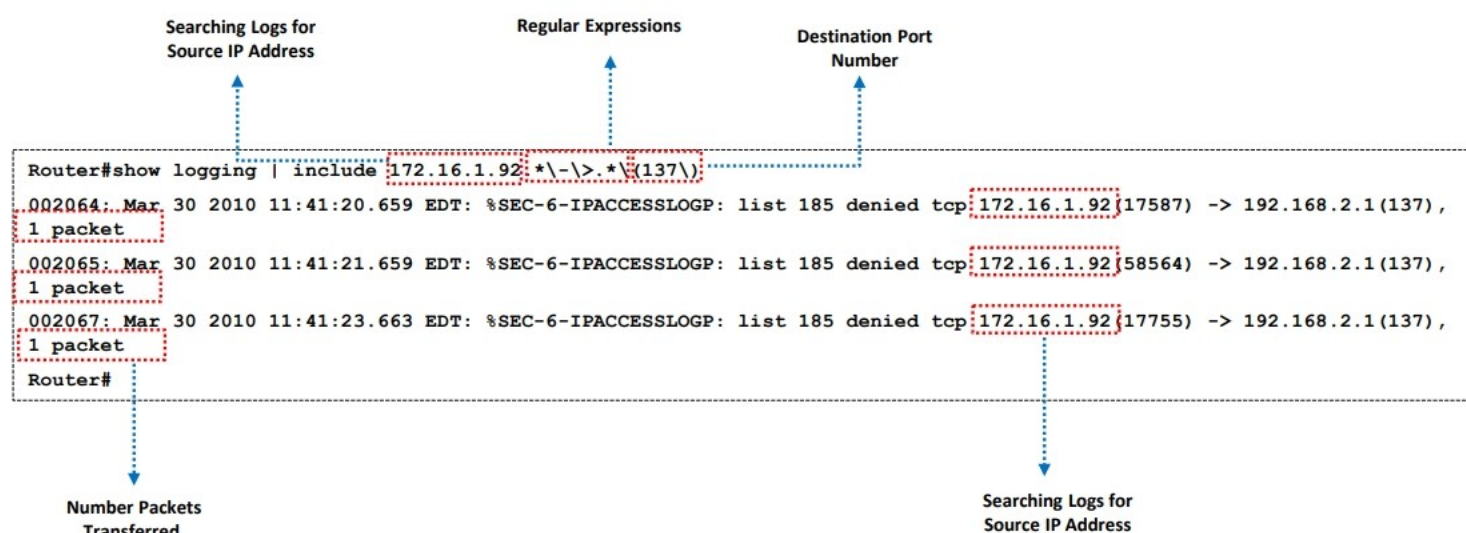 Searching Logs for
Source IP Address
Regular Expressions
Destination Port
Number
Router#show logging | include 172.16.1.92 *\-\>.*\(137\)
002064: Mar 30 2010 11:41:20.659 EDT: %SEC-6-IPACCESSLOGP: list 185 denied tcp 172.16.1.92(17587) -> 192.168.2.1(137),
1 packet
002065: Mar 30 2010 11:41:21.659 EDT: %SEC-6-IPACCESSLOGP: list 185 denied tcp 172.16.1.92(58564) -> 192.168.2.1(137),
1 packet
002067: Mar 30 2010 11:41:23.663 EDT: %SEC-6-IPACCESSLOGP: list 185 denied tcp 172.16.1.92(17755) -> 192.168.2.1(137),
1 packet
Router#
Number Packets
Transferred
Searching Logs for
Source IP Address